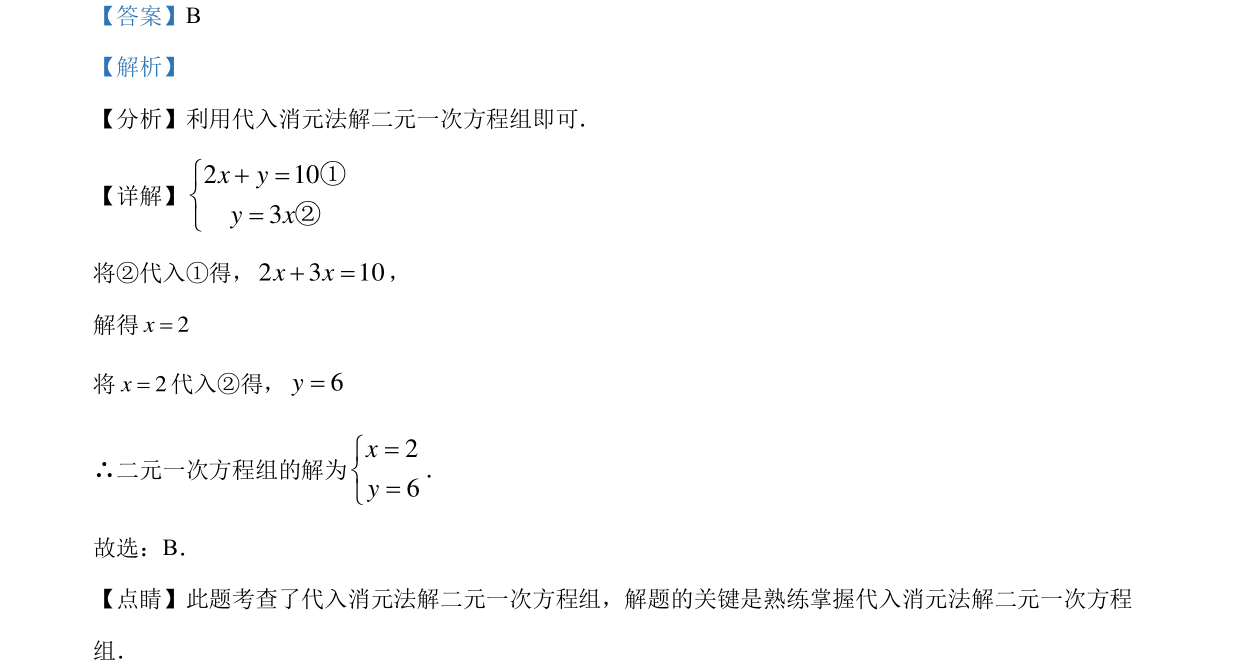 【答案】B
【解析】
【分析】利用代入消元法解二元一次方程组即可．
【详解】{2x + y = 10①
y = 3x②
将②代入①得，2x + 3x = 10，
解得 x = 2
将 x = 2 代入②得，y = 6
∴二元一次方程组的解为{x = 2
y = 6．
故选：B．
【点睛】此题考查了代入消元法解二元一次方程组，解题的关键是熟练掌握代入消元法解二元一次方程
组．